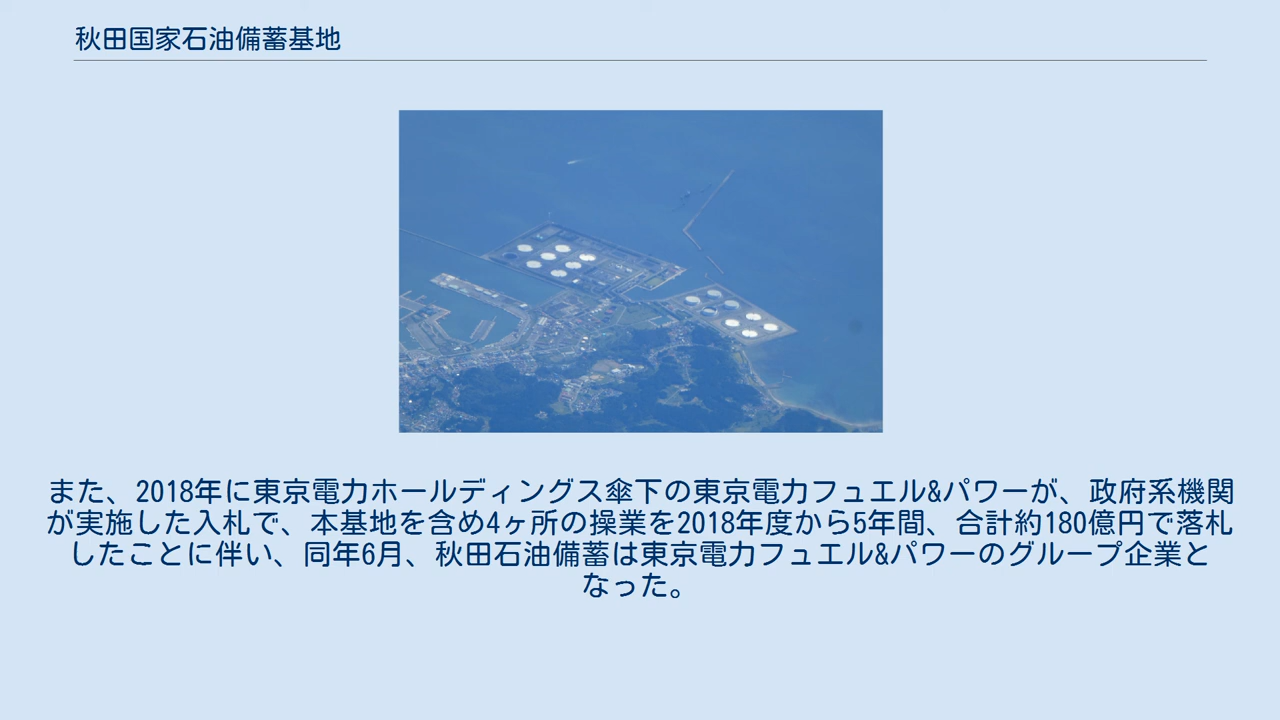 秋田国家石油備蓄基地
また、2018年に東京電力ホールディングス傘下の東京電力フュエル&パワーが、政府系機関
が実施した入札で、本基地を含め4ヶ所の操業を2018年度から5年間、合計約180億円で落札
したことに伴い、同年6月、秋田石油備蓄は東京電力フュエル&パワーのグループ企業と
なった。